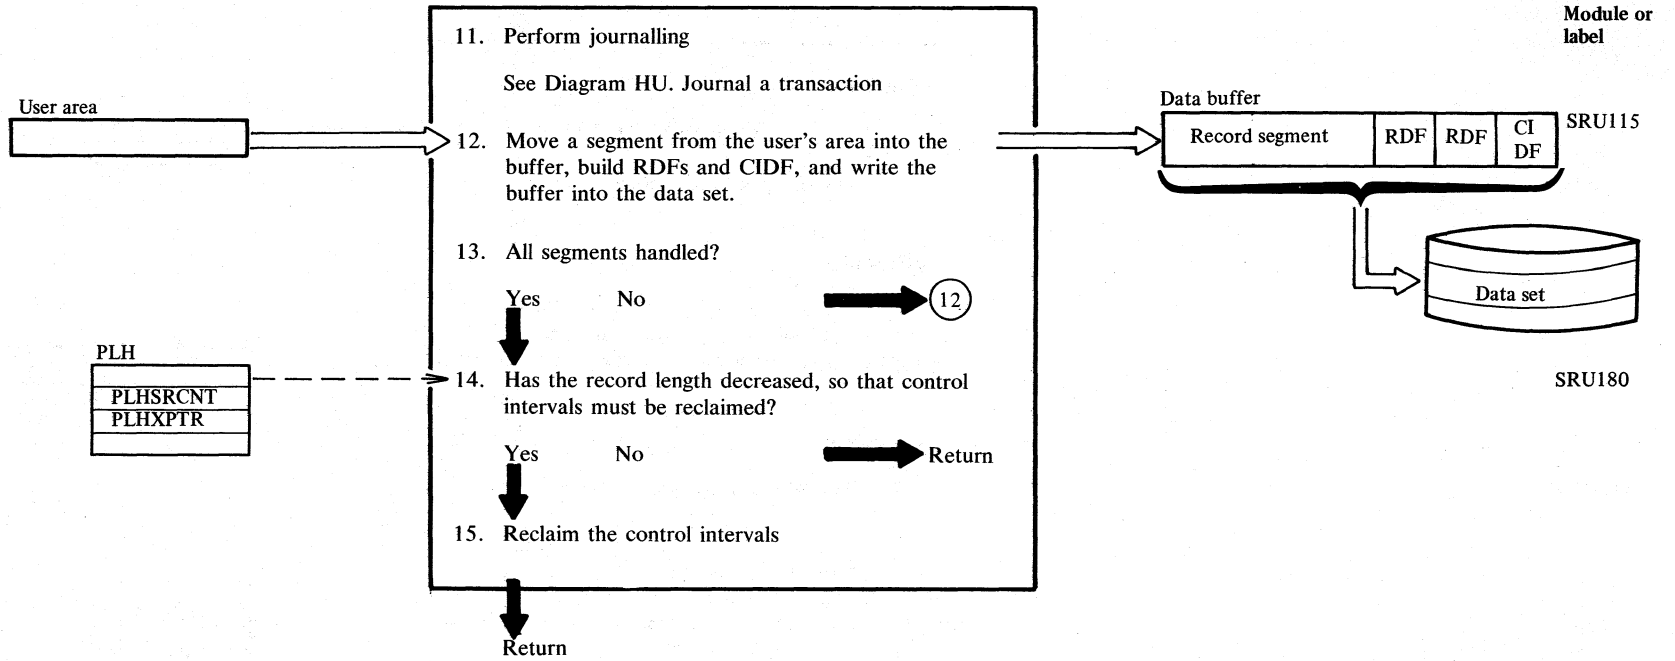 Module or
label
11. Perform journalling
See Diagram HU. Journal a transaction
User area
Data buffer
12. Move a segment from the user's area into the
buffer, build RDFs and CIDF, and write the
buffer into the data set.
Record segment RDF RDF CI
DF
SRU115
13. All segments handled?
Yes No 12
Data set
PLH
PLHSRCNT
PLHXPTR
14. Has the record length decreased, so that control
intervals must be reclaimed?
SRU180
Yes No Return
15. Reclaim the control intervals
Return